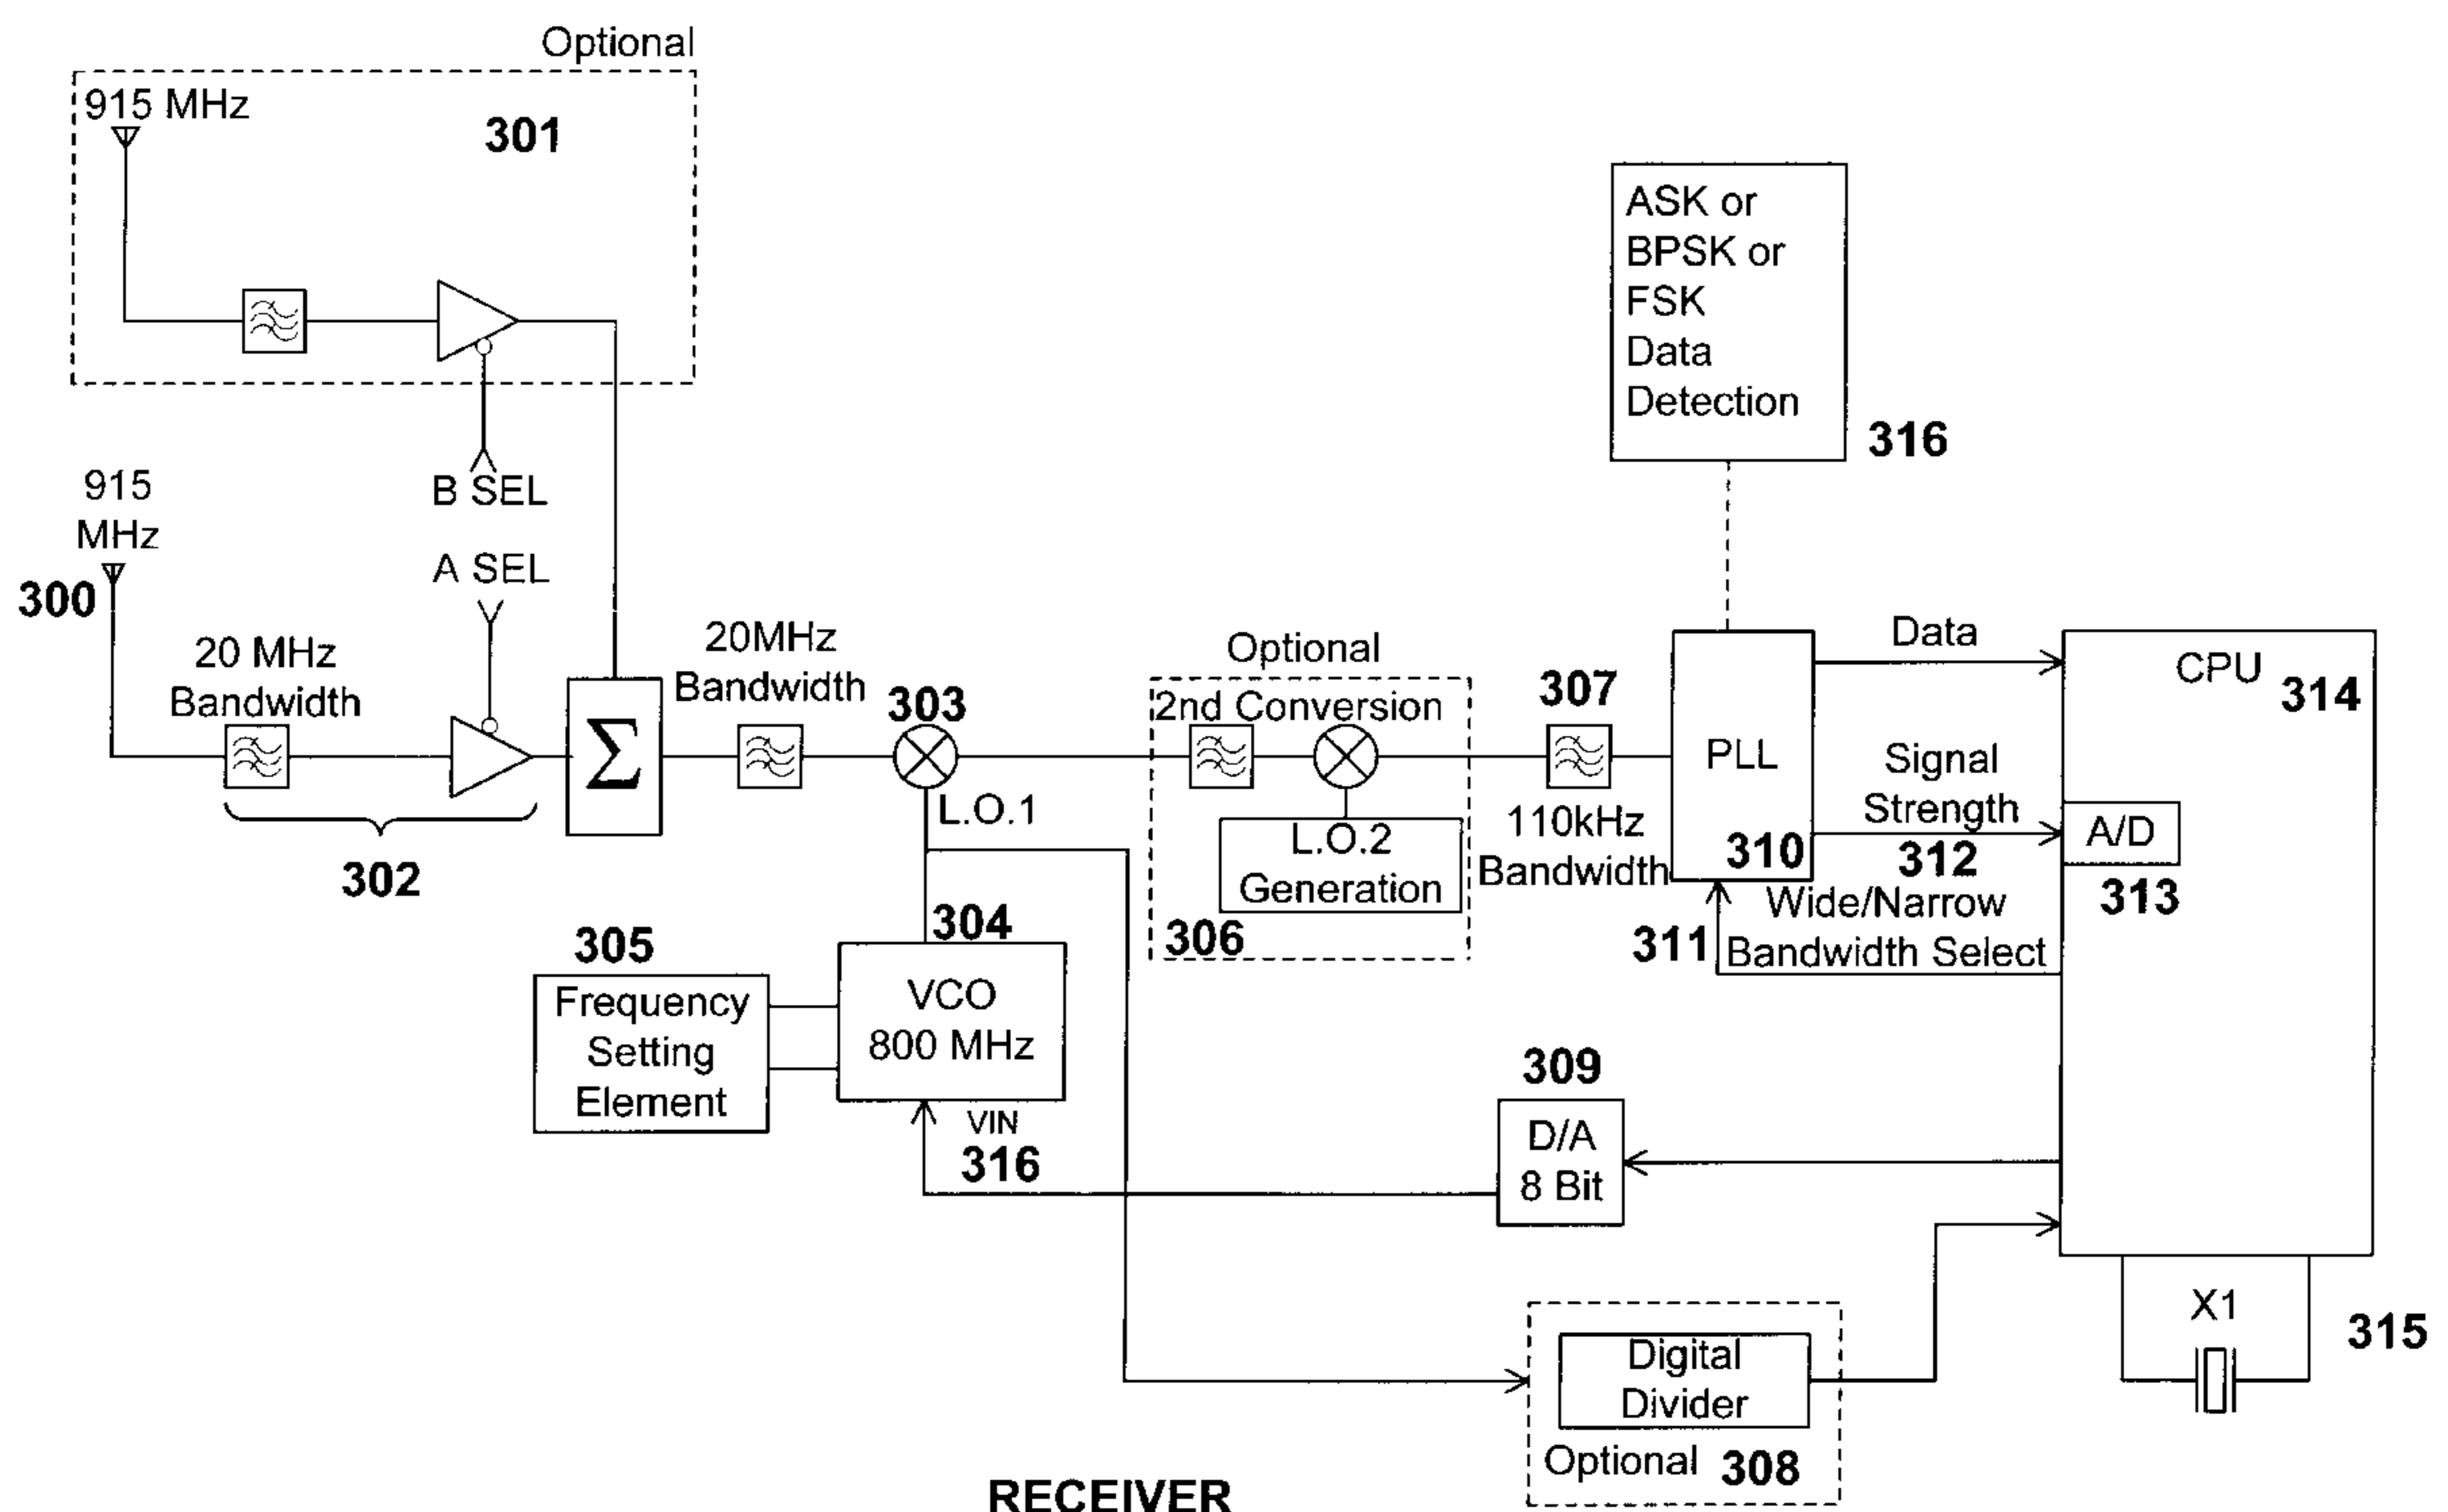 Optional
915 MHz
301
B SEL
915
MHz
300
A SEL
20 MHz
Bandwidth
302
Σ
20MHz
Bandwidth
303
L.O.1
304
305
Frequency
Setting
Element
VCO
800 MHz
VIN
316
Optional
2nd Conversion
L.O.2
Generation
306
307
110kHz
Bandwidth
ASK or
BPSK or
FSK
Data
Detection
316
PLL
310
Data
Signal
Strength
312
Wide/Narrow
Bandwidth Select
311
CPU
314
A/D
313
309
D/A
8 Bit
Digital
Divider
Optional
308
X1
315
RECEIVER